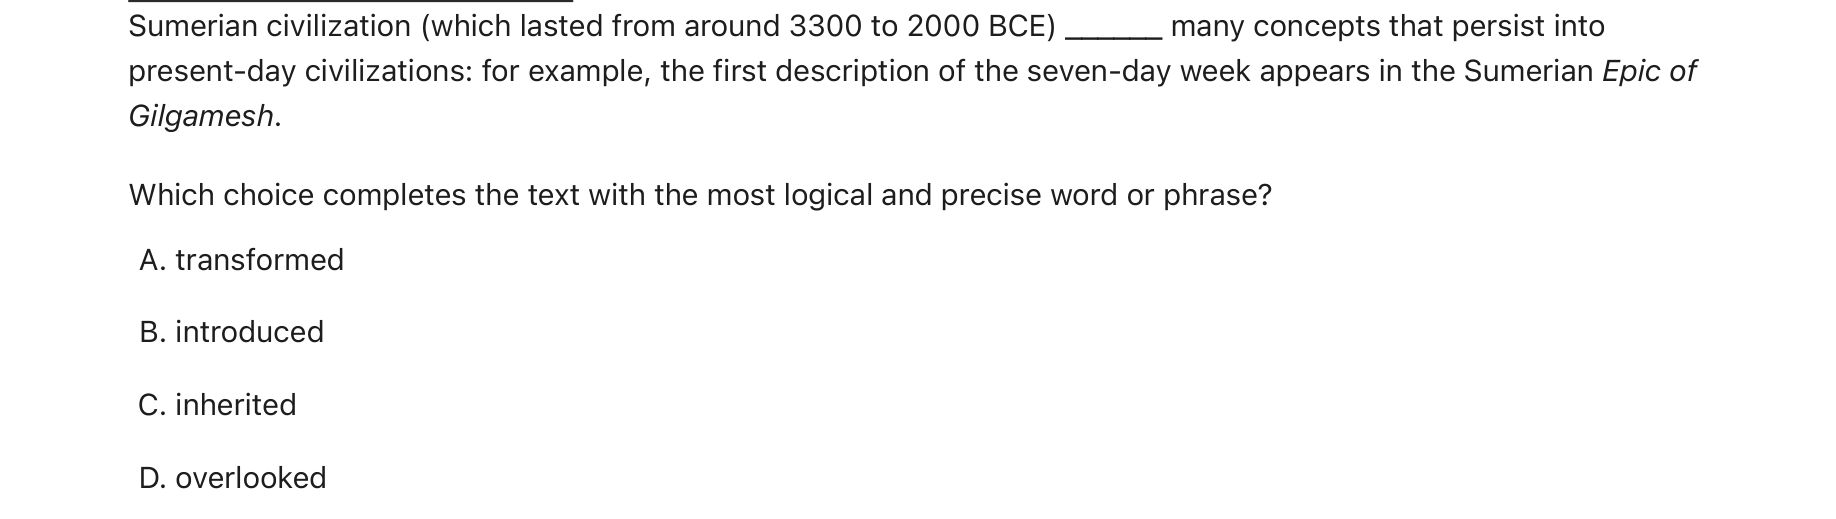 Sumerian civilization (which lasted from around 3300 to 2000 BCE) ______ many concepts that persist into
present-day civilizations: for example, the first description of the seven-day week appears in the Sumerian Epic of
Gilgamesh.
Which choice completes the text with the most logical and precise word or phrase?
A. transformed
B. introduced
C. inherited
D. overlooked